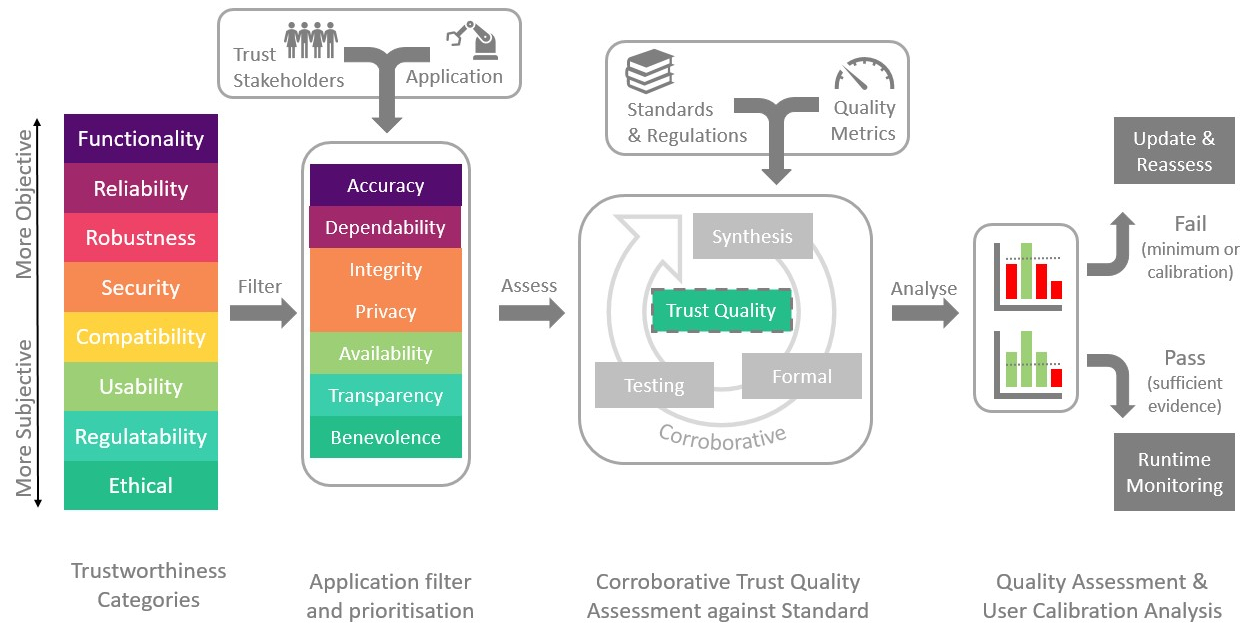 Trust
Stakeholders
Application
Standards
& Regulations
Quality
Metrics
More Objective
More Subjective
Functionality
Reliability
Robustness
Security
Compatibility
Usability
Regulatability
Ethical
Filter
Accuracy
Dependability
Integrity
Privacy
Availability
Transparency
Benevolence
Assess
Synthesis
Trust Quality
Testing
Formal
Corroborative
Analyse
Update &
Reassess
Fail
(minimum or
calibration)
Pass
(sufficient
evidence)
Runtime
Monitoring
Trustworthiness
Categories
Application filter
and prioritisation
Corroborative Trust Quality
Assessment against Standard
Quality Assessment &
User Calibration Analysis